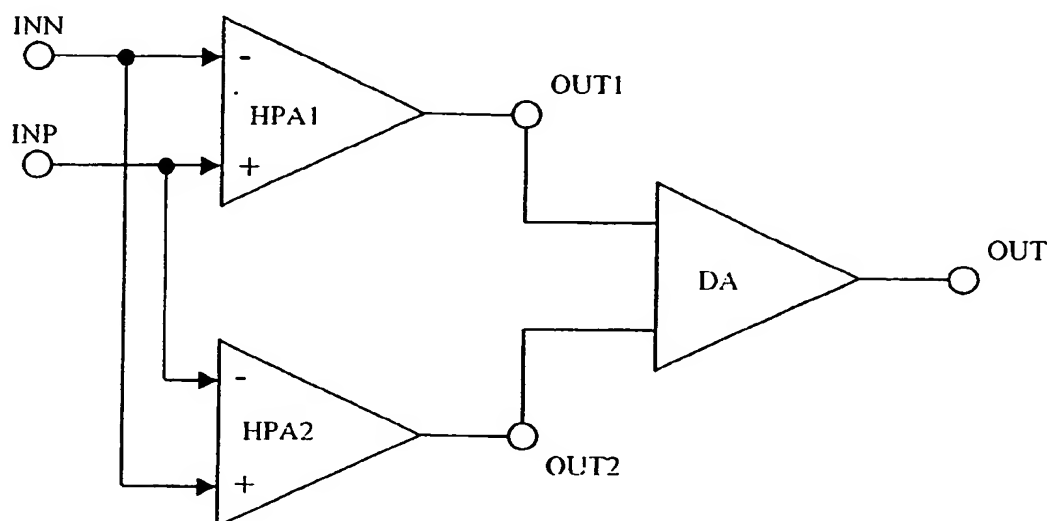 INN
-
HPA1
OUT1
INP
+
OUT
DA
-
HPA2
+
OUT2